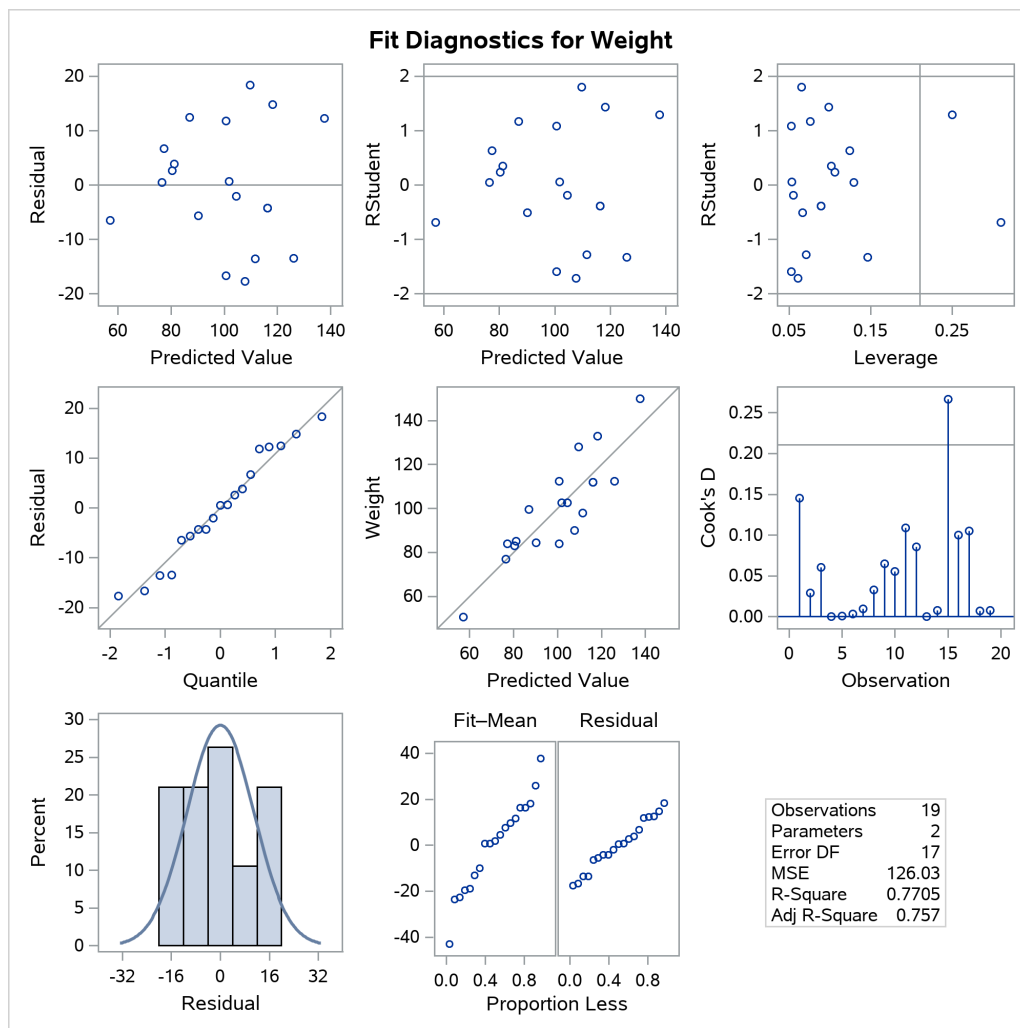 Fit Diagnostics for Weight
20
10
0
-10
-20
Residual
60 80 100 120 140
Predicted Value
2
1
0
-1
-2
RStudent
60 80 100 120 140
Predicted Value
2
1
0
-1
-2
RStudent
0.05 0.15 0.25
Leverage
20
10
0
-10
-20
Residual
-2 -1 0 1 2
Quantile
140
120
100
80
60
Weight
60 80 100 120 140
Predicted Value
0.25
0.20
0.15
0.10
0.05
0.00
Cook's D
0 5 10 15 20
Observation
30
25
20
15
10
5
0
Percent
-32 -16 0 16 32
Residual
Fit–Mean Residual
40
20
0
-20
-40
0.0 0.4 0.8 0.0 0.4 0.8
Proportion Less
Observations 19
Parameters 2
Error DF 17
MSE 126.03
R-Square 0.7705
Adj R-Square 0.757